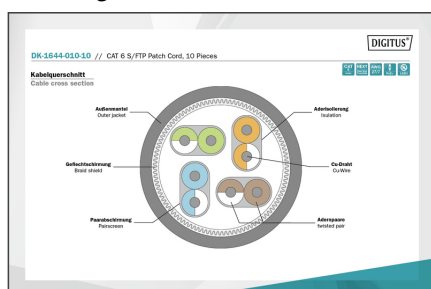 DIGITUS®
DK-1644-010-10 // CAT 6 S/FTP Patch Cord, 10 Pieces
Kabelquerschnitt
Cable cross section
Außenmantel
Outer jacket
Aderisolierung
Insulation
Geflechtschirmung
Braid shield
Cu-Draht
Cu-Wire
Paarabschirmung
Pairscreen
Adernpaare
twisted pair